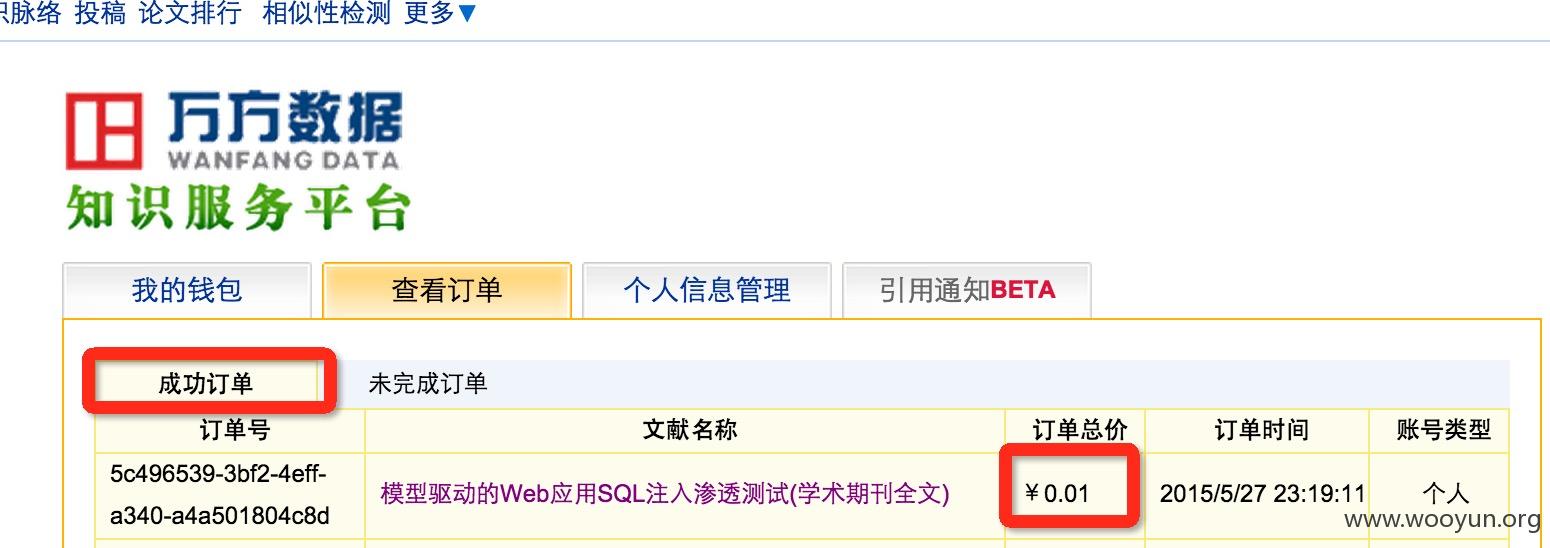 识脉络 投稿 论文排行 相似性检测 更多▼
万方数据
WANFANG DATA
知识服务平台
我的钱包 查看订单 个人信息管理 引用通知BETA
成功订单 未完成订单
订单号 文献名称 订单总价 订单时间 账号类型
5c496539-3bf2-4eff-
a340-a4a501804c8d
模型驱动的Web应用SQL注入渗透测试(学术期刊全文) ¥0.01 2015/5/27 23:19:11 个人
www.wooyun.org